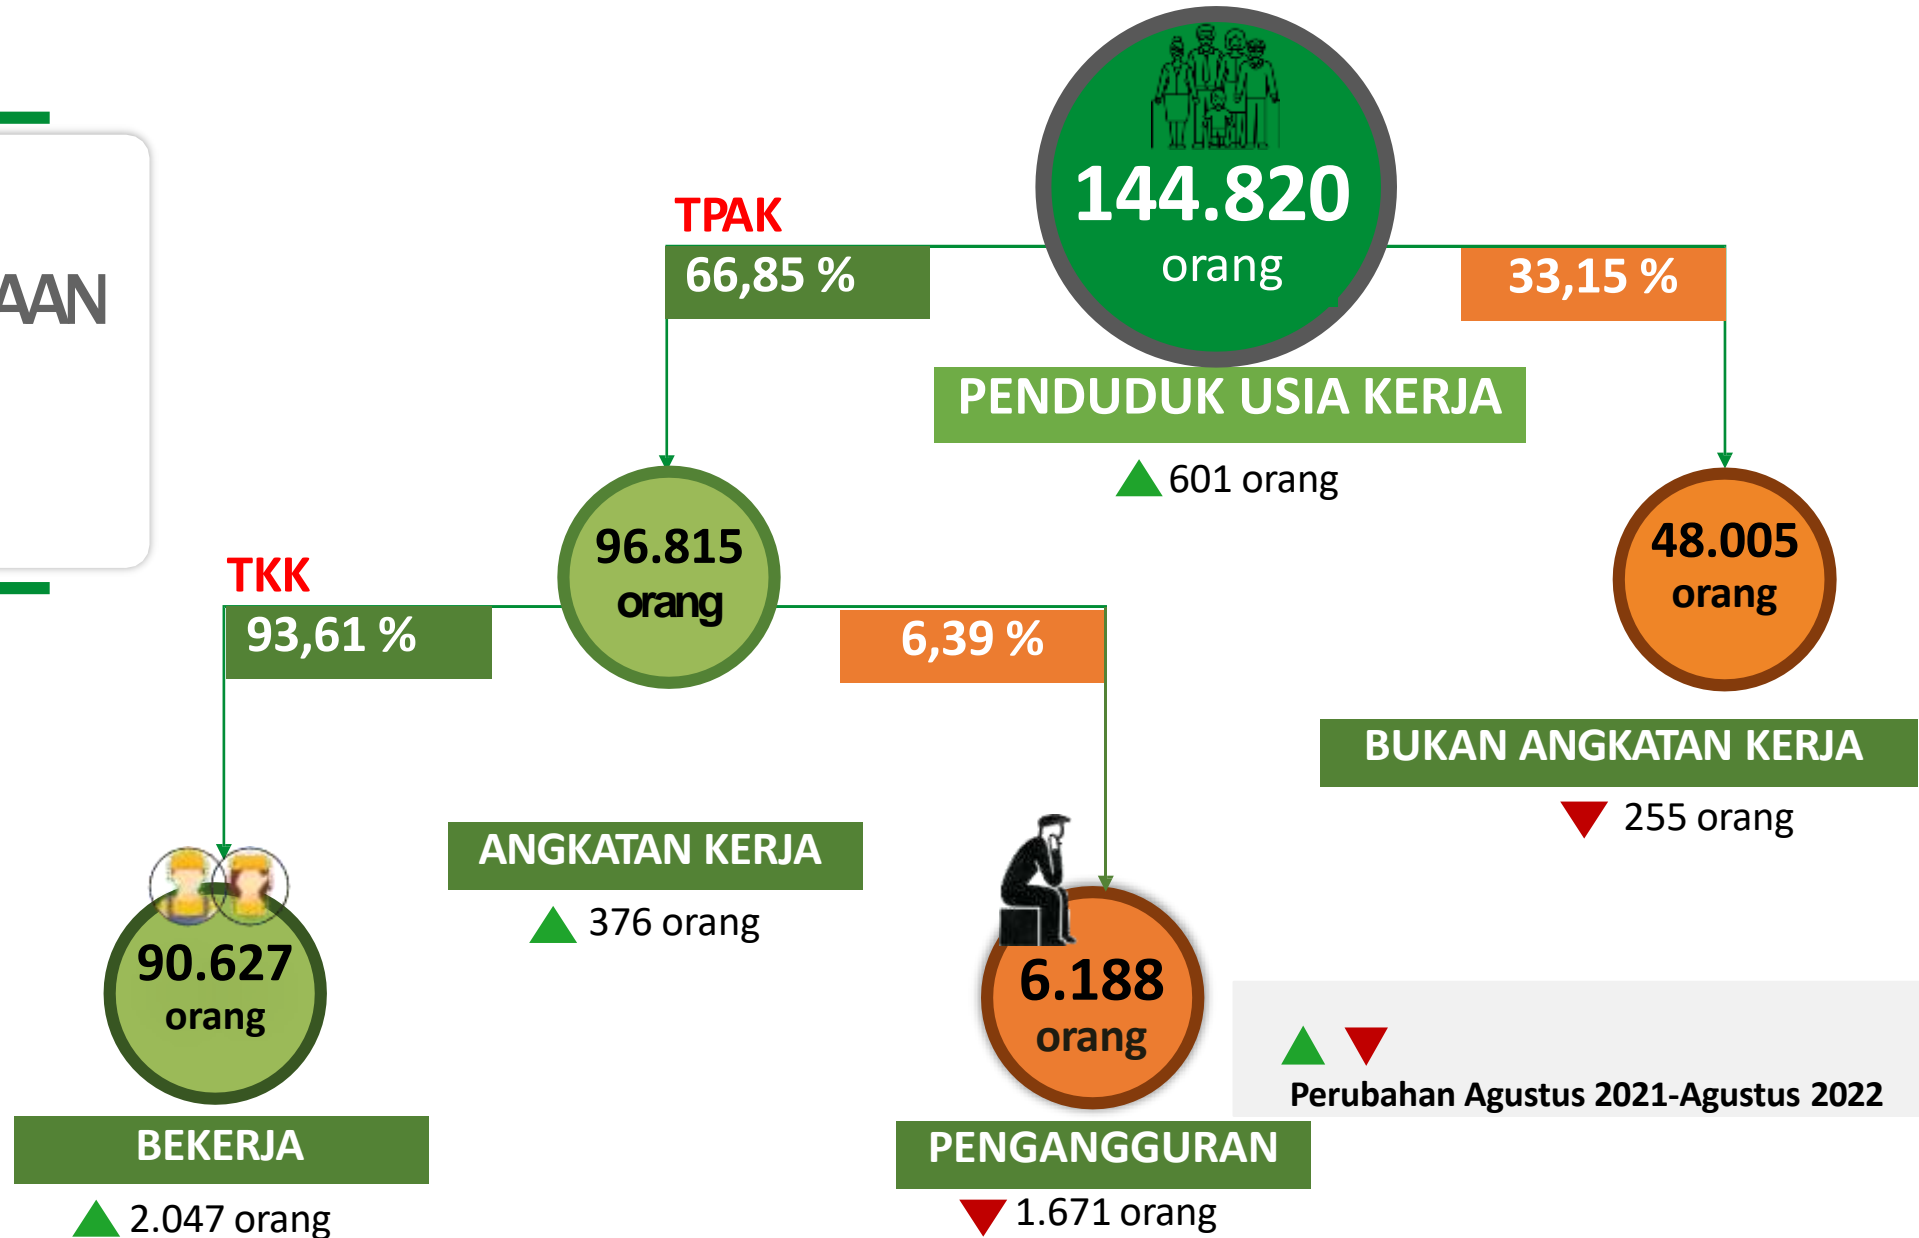 AAN
144.820
orang
TPAK
66,85 %
33,15 %
PENDUDUK USIA KERJA
601 orang
96.815
orang
48.005
orang
TKK
93,61 %
6,39 %
BUKAN ANGKATAN KERJA
255 orang
ANGKATAN KERJA
376 orang
90.627
orang
6.188
orang
Perubahan Agustus 2021-Agustus 2022
BEKERJA
2.047 orang
PENGANGGURAN
1.671 orang